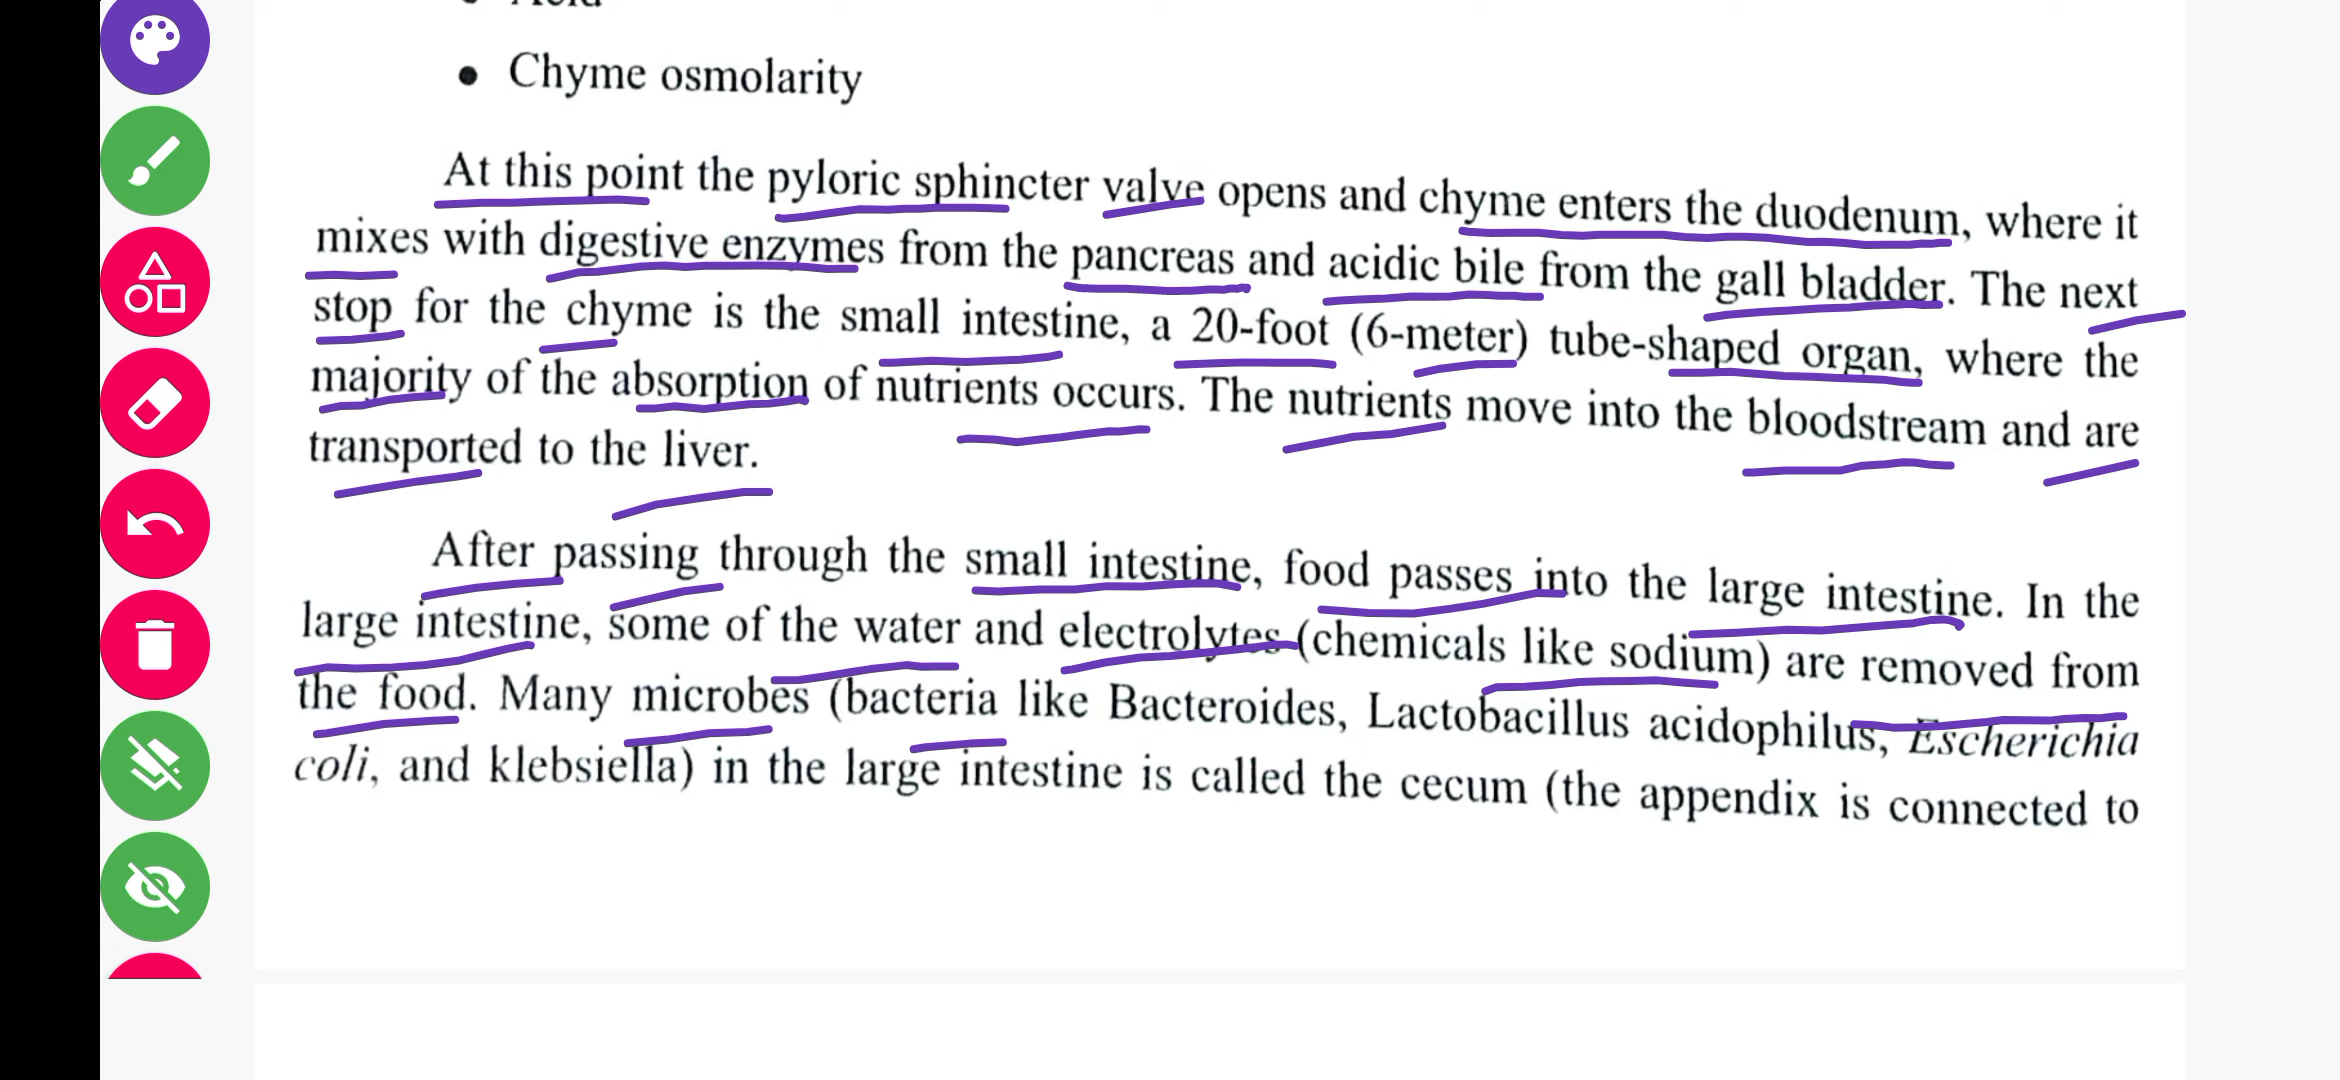 • Chyme osmolarity
At this point the pyloric sphincter valve opens and chyme enters the duodenum, where it
mixes with digestive enzymes from the pancreas and acidic bile from the gall bladder. The next
stop for the chyme is the small intestine, a 20-foot (6-meter) tube-shaped organ, where the
majority of the absorption of nutrients occurs. The nutrients move into the bloodstream and are
transported to the liver.
After passing through the small intestine, food passes into the large intestine. In the
large intestine, some of the water and electrolytes (chemicals like sodium) are removed from
the food. Many microbes (bacteria like Bacteroides, Lactobacillus acidophilus, Escherichia
coli, and klebsiella) in the large intestine is called the cecum (the appendix is connected to